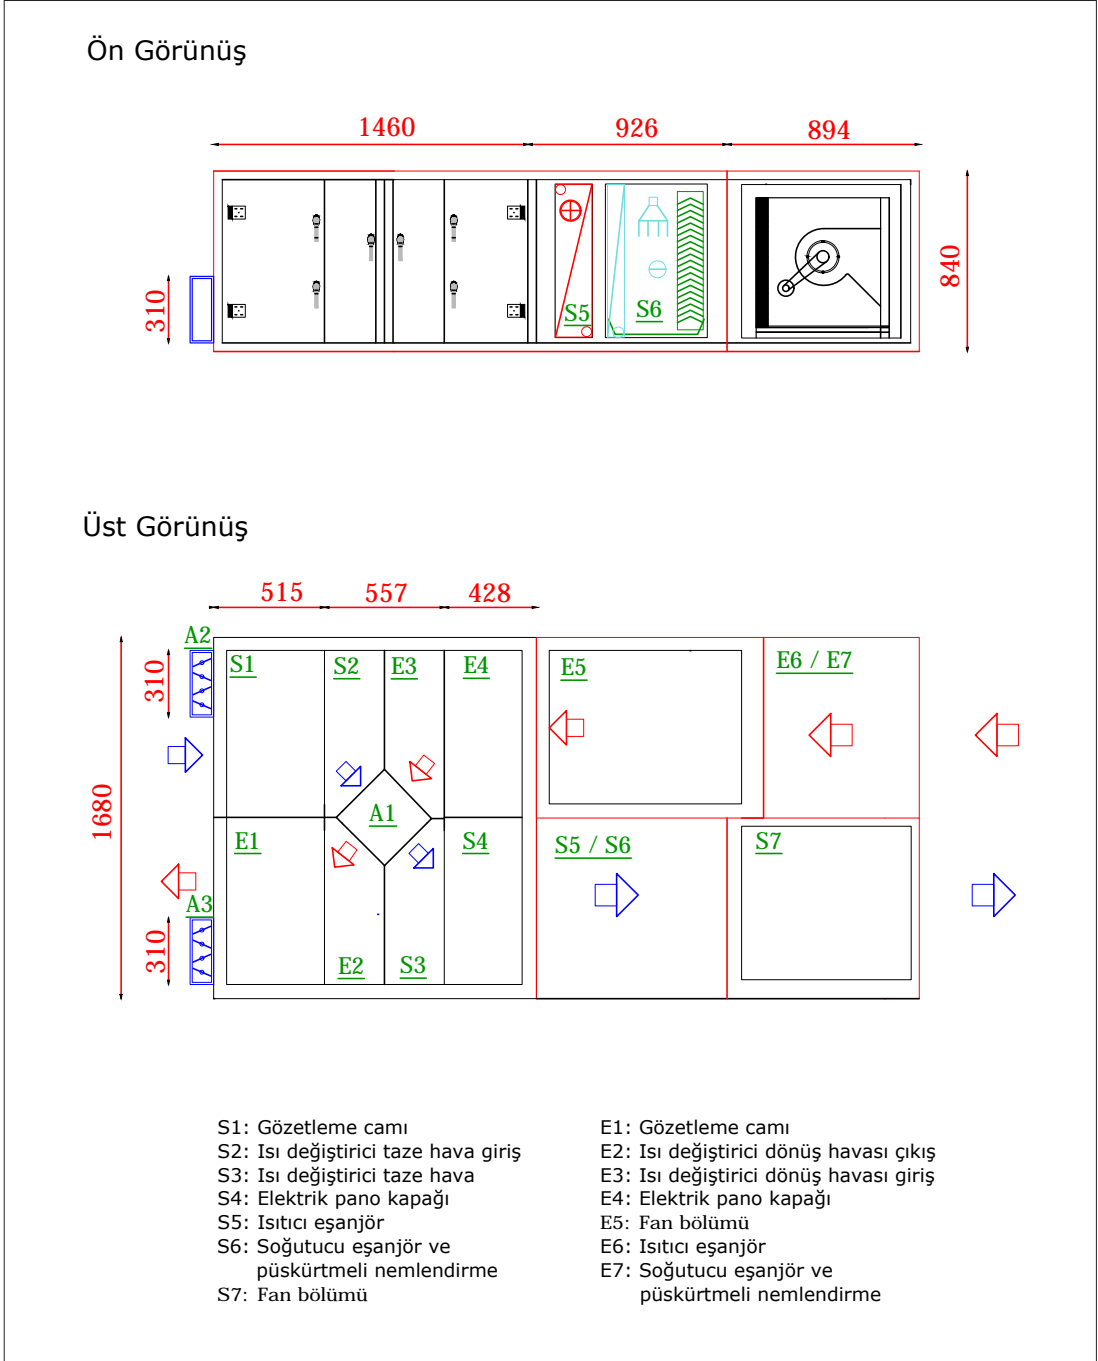 Ön Görünüş
1460
926
894
310
S5
S6
840
Üst Görünüş
515
557
428
A2
310
S1
S2
E3
E4
E5
E6 / E7
1680
A1
E1
S4
S5 / S6
S7
A3
310
E2
S3
S1: Gözetleme camı
S2: Isı değiştirici taze hava giriş
S3: Isı değiştirici taze hava
S4: Elektrik pano kapağı
S5: Isıtıcı eşanjör
S6: Soğutucu eşanjör ve
püskürtmeli nemlendirme
S7: Fan bölümü
E1: Gözetleme camı
E2: Isı değiştirici dönüş havası çıkış
E3: Isı değiştirici dönüş havası giriş
E4: Elektrik pano kapağı
E5: Fan bölümü
E6: Isıtıcı eşanjör
E7: Soğutucu eşanjör ve
püskürtmeli nemlendirme